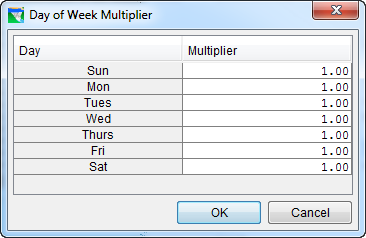 Day of Week Multiplier
Day Multiplier
Sun 1.00
Mon 1.00
Tues 1.00
Wed 1.00
Thurs 1.00
Fri 1.00
Sat 1.00
OK Cancel